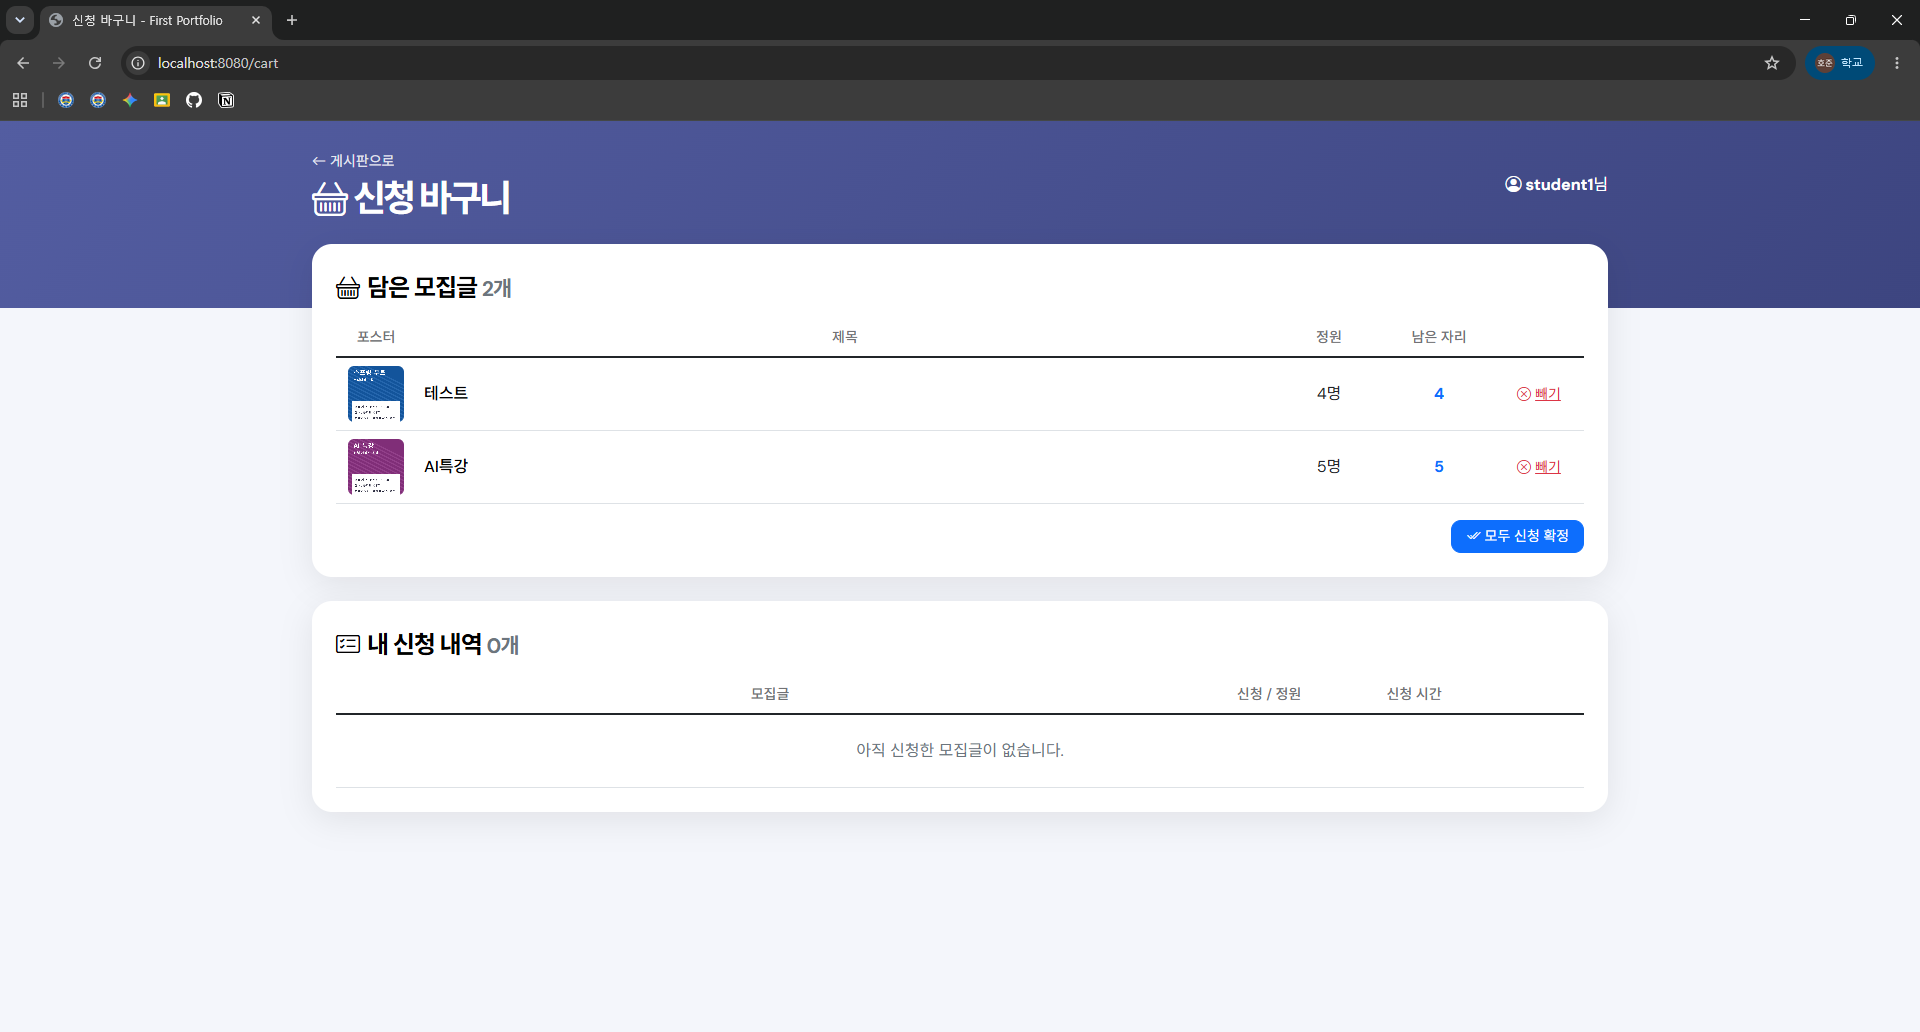 신청 바구니 - First Portfolio
localhost:8080/cart
호준 학교
게시판으로
신청 바구니
student1님
담은 모집글 2개
포스터 제목 정원 남은 자리
테스트 4명 4 빼기
AI 특강
AI특강 5명 5 빼기
모두 신청 확정
내 신청 내역 0개
모집글 신청 / 정원 신청 시간
아직 신청한 모집글이 없습니다.